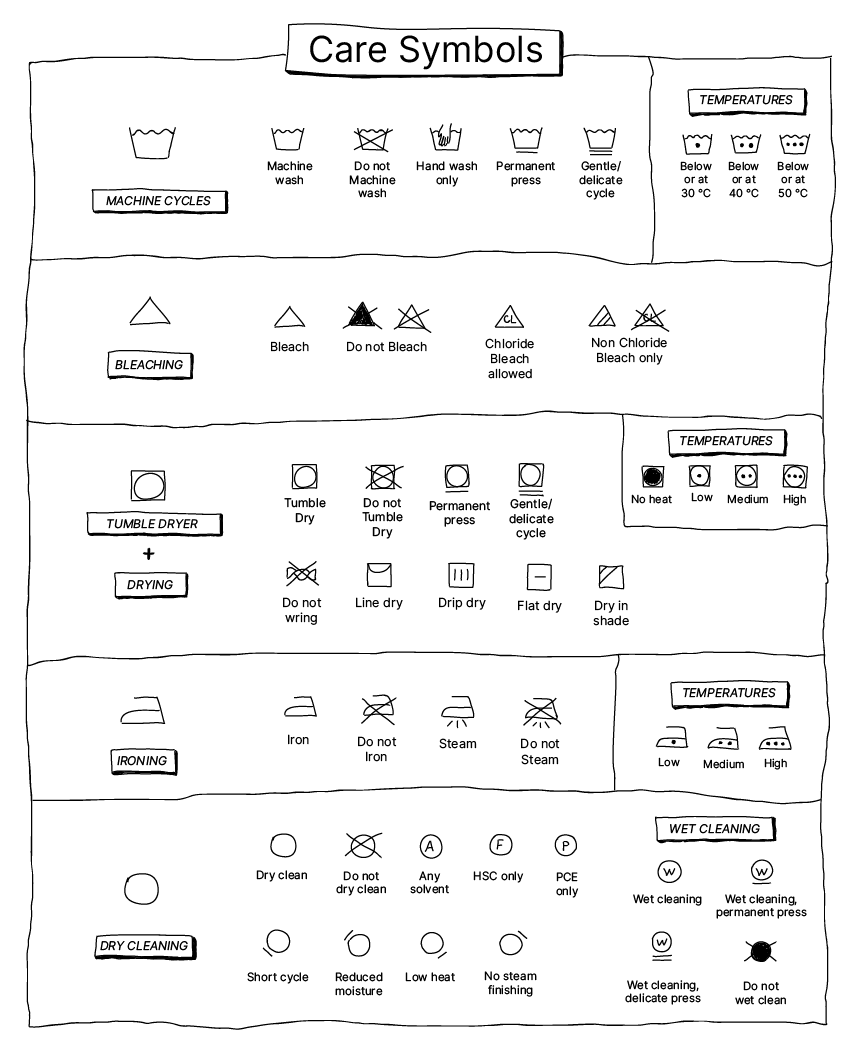 Care Symbols
MACHINE CYCLES
Machine
wash
Do not
Machine
wash
Hand wash
only
Permanent
press
Gentle/
delicate
cycle
TEMPERATURES
Below
or at
30 °C
Below
or at
40 °C
Below
or at
50 °C
BLEACHING
Bleach
Do not Bleach
CL
Chloride
Bleach
allowed
CL
Non Chloride
Bleach only
TUMBLE DRYER
+
DRYING
Tumble
Dry
Do not
Tumble
Dry
Permanent
press
Gentle/
delicate
cycle
TEMPERATURES
No heat
Low
Medium
High
Do not
wring
Line dry
Drip dry
Flat dry
Dry in
shade
IRONING
Iron
Do not
Iron
Steam
Do not
Steam
TEMPERATURES
Low
Medium
High
DRY CLEANING
Dry clean
Do not
dry clean
A
Any
solvent
F
HSC only
P
PCE
only
Short cycle
Reduced
moisture
Low heat
No steam
finishing
WET CLEANING
W
Wet cleaning
W
Wet cleaning,
permanent press
W
Wet cleaning,
delicate press
Do not
wet clean